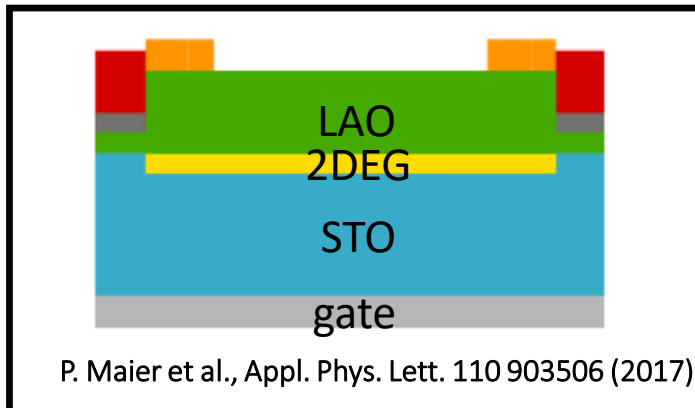 LAO
2DEG
STO
gate
P. Maier et al., Appl. Phys. Lett. 110 903506 (2017)